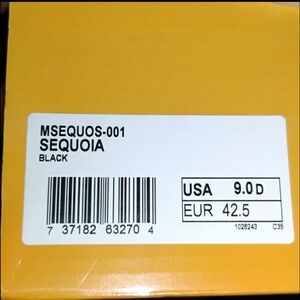 MSEQUOS-001
SEQUOIA
BLACK
USA 9.0 D
EUR 42.5
7 37182 63270 4
1028243 C35